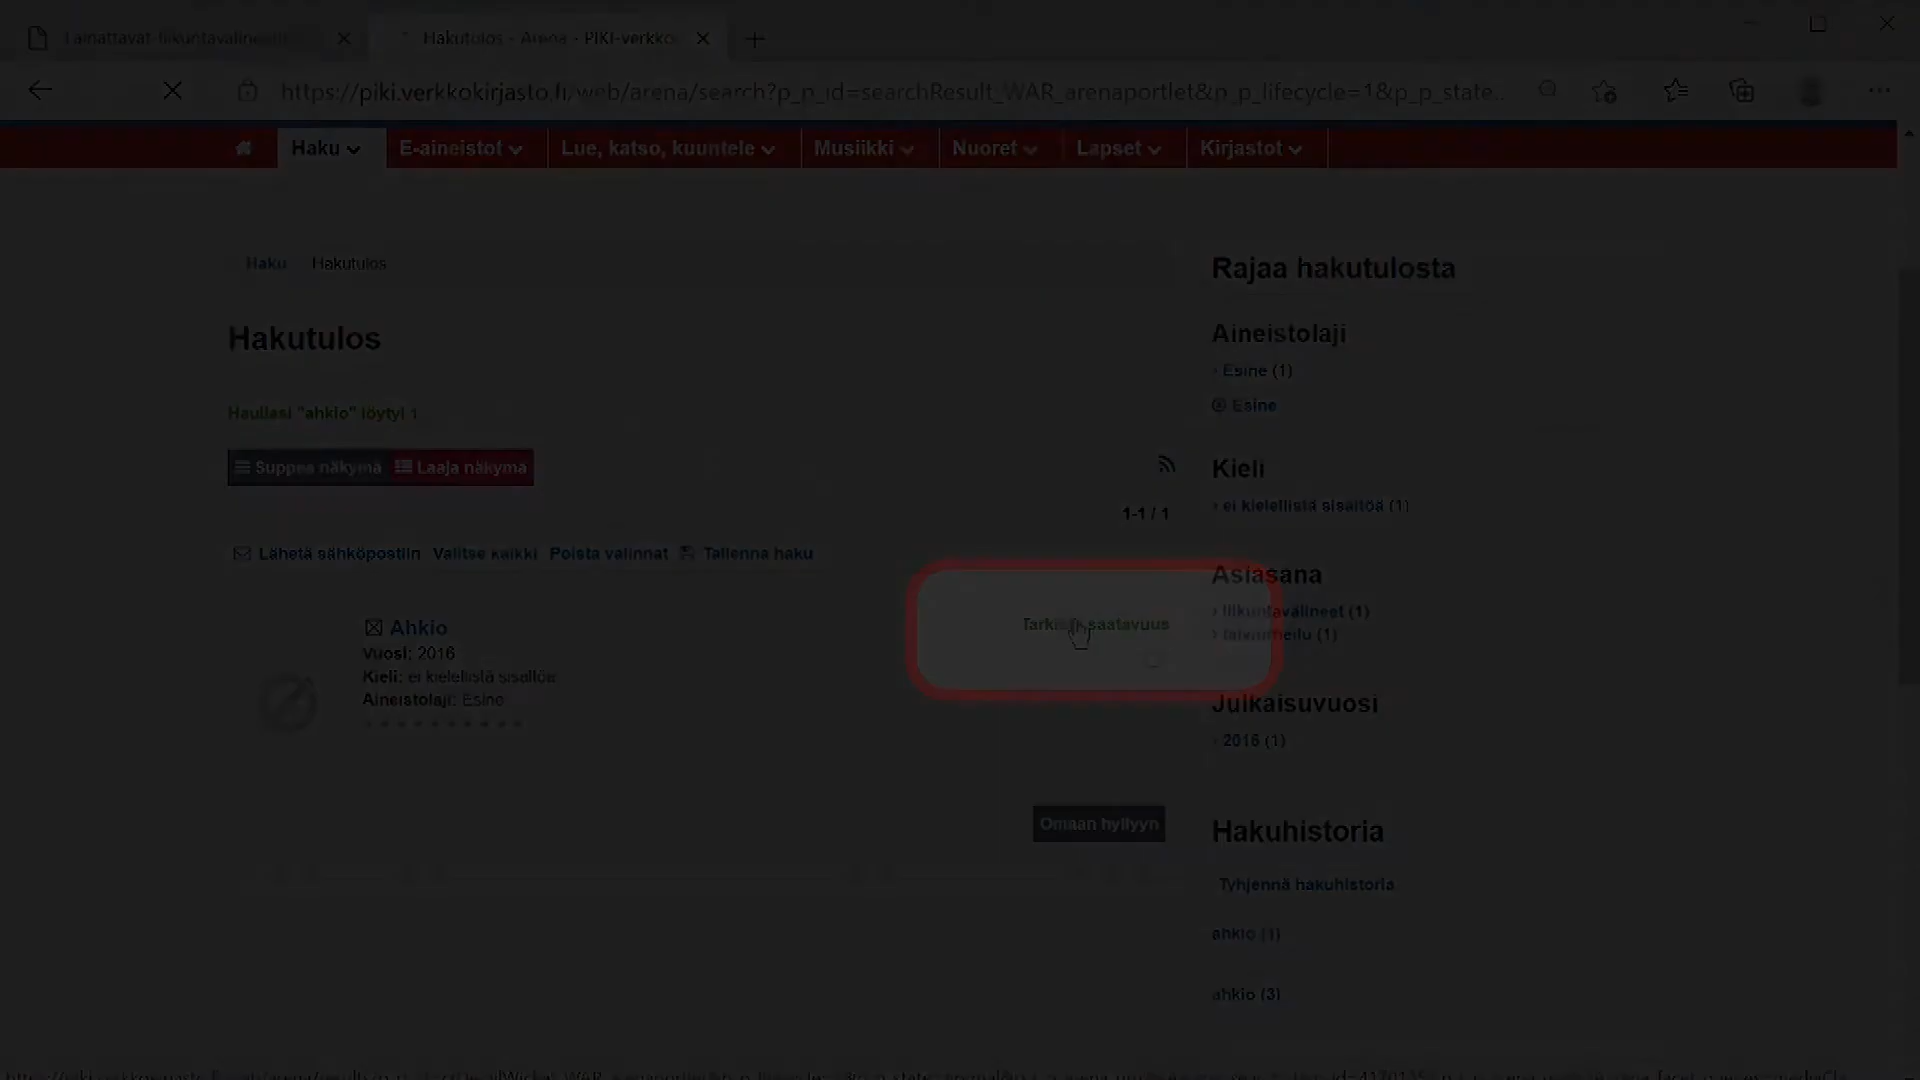 Hakutulos - Arena - PIKI-verkko
https://piki.verkkokirjasto.fi/web/arena/search?p_p_id=searchResult_WAR_arenaportlet&p_p_lifecycle=1&p_p_state...
Haku E-aineistot Lue, katso, kuuntele Musiikki Nuoret Lapset Kirjastot
Haku Hakutulos
Hakutulos
Haullasi "ahkio" löytyi 1
Suppea näkymä Laaja näkymä
1-1 / 1
Lähetä sähköpostiin Valitse kaikki Poista valinnat Tallenna haku
Ahkio
Vuosi: 2016
Kieli: ei kielellistä sisältöä
Aineistolaji: Esine
saatavuus
Omaan hyllyyn
Rajaa hakutulosta
Aineistolaji
Esine (1)
Esine
Kieli
ei kielellistä sisältöä (1)
Asiasana
liikuntavälineet (1)
talviurheilu (1)
Julkaisuvuosi
2016 (1)
Hakuhistoria
Tyhjennä hakuhistoria
ahkio (1)
ahkio (3)